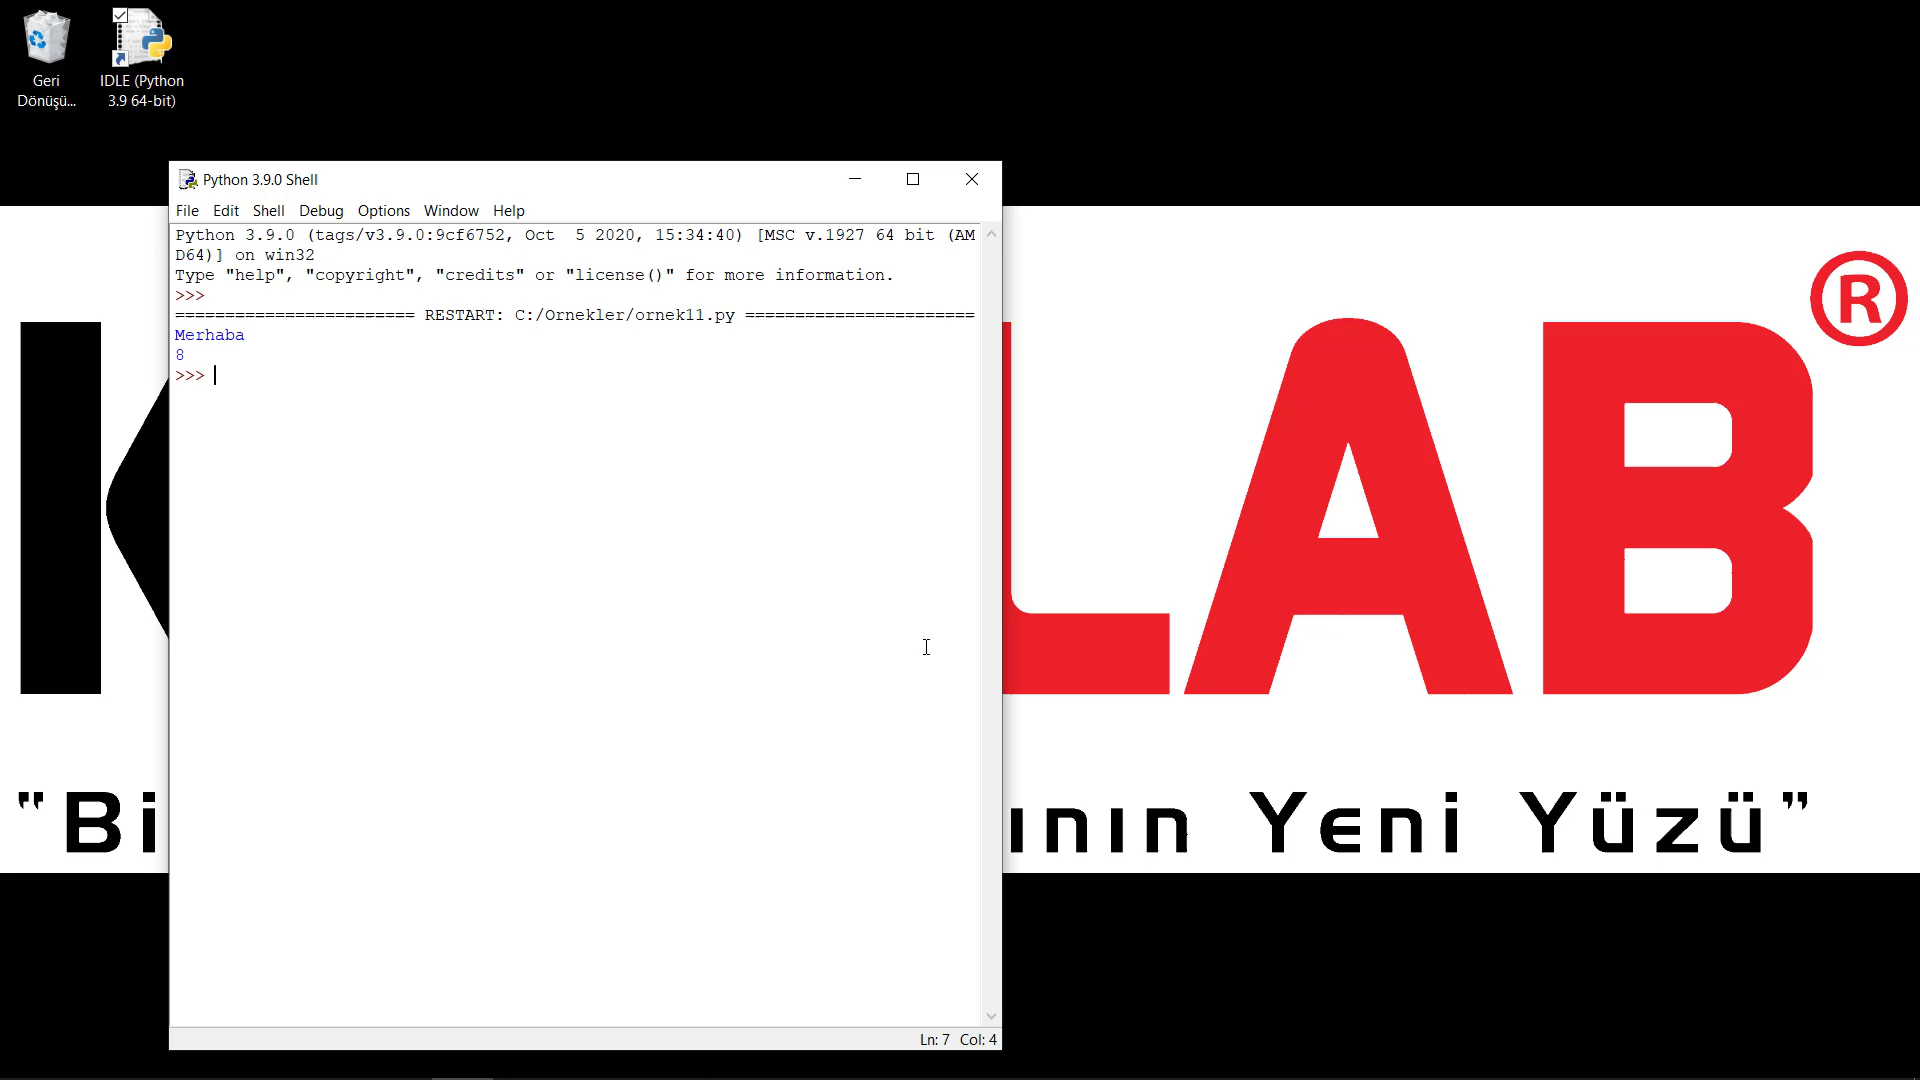 Geri
Dönüşü...
IDLE (Python
3.9 64-bit)
Python 3.9.0 Shell
File Edit Shell Debug Options Window Help
Python 3.9.0 (tags/v3.9.0:9cf6752, Oct  5 2020, 15:34:40) [MSC v.1927 64 bit (AM
D64)] on win32
Type "help", "copyright", "credits" or "license()" for more information.
>>>
======================== RESTART: C:/Ornekler/ornek11.py =======================
Merhaba
8
>>>
Ln: 7 Col: 4
LAB®
Yeni Yüzü"